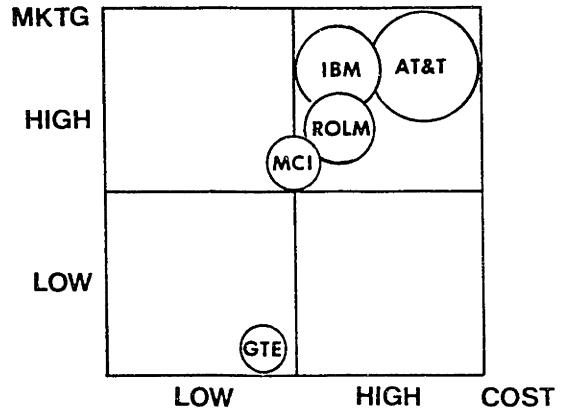 MKTG
IBM AT&T
HIGH ROLM
MCI
LOW
GTE
LOW HIGH COST